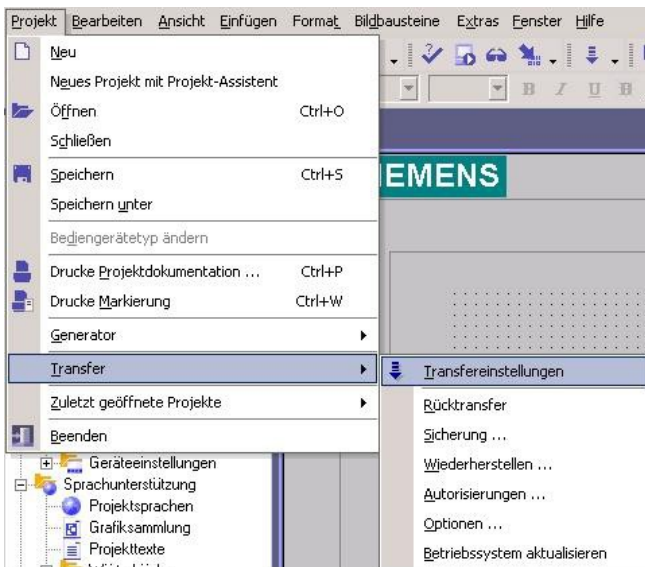 Projekt Bearbeiten Ansicht Einfügen Format Bildbausteine Extras Fenster Hilfe
Neu
Neues Projekt mit Projekt-Assistent
Öffnen Ctrl+O
Schließen
Speichern Ctrl+S
Speichern unter
Bediengerätetyp ändern
Drucke Projektdokumentation ... Ctrl+P
Drucke Markierung Ctrl+W
Generator
Transfer
Zuletzt geöffnete Projekte
Beenden
B I U B
IEMENS
Transfereinstellungen
Rücktransfer
Sicherung ...
Wiederherstellen ...
Autorisierungen ...
Optionen ...
Betriebssystem aktualisieren
Geräteeinstellungen
Sprachunterstützung
Projektsprachen
Grafiksammlung
Projekttexte